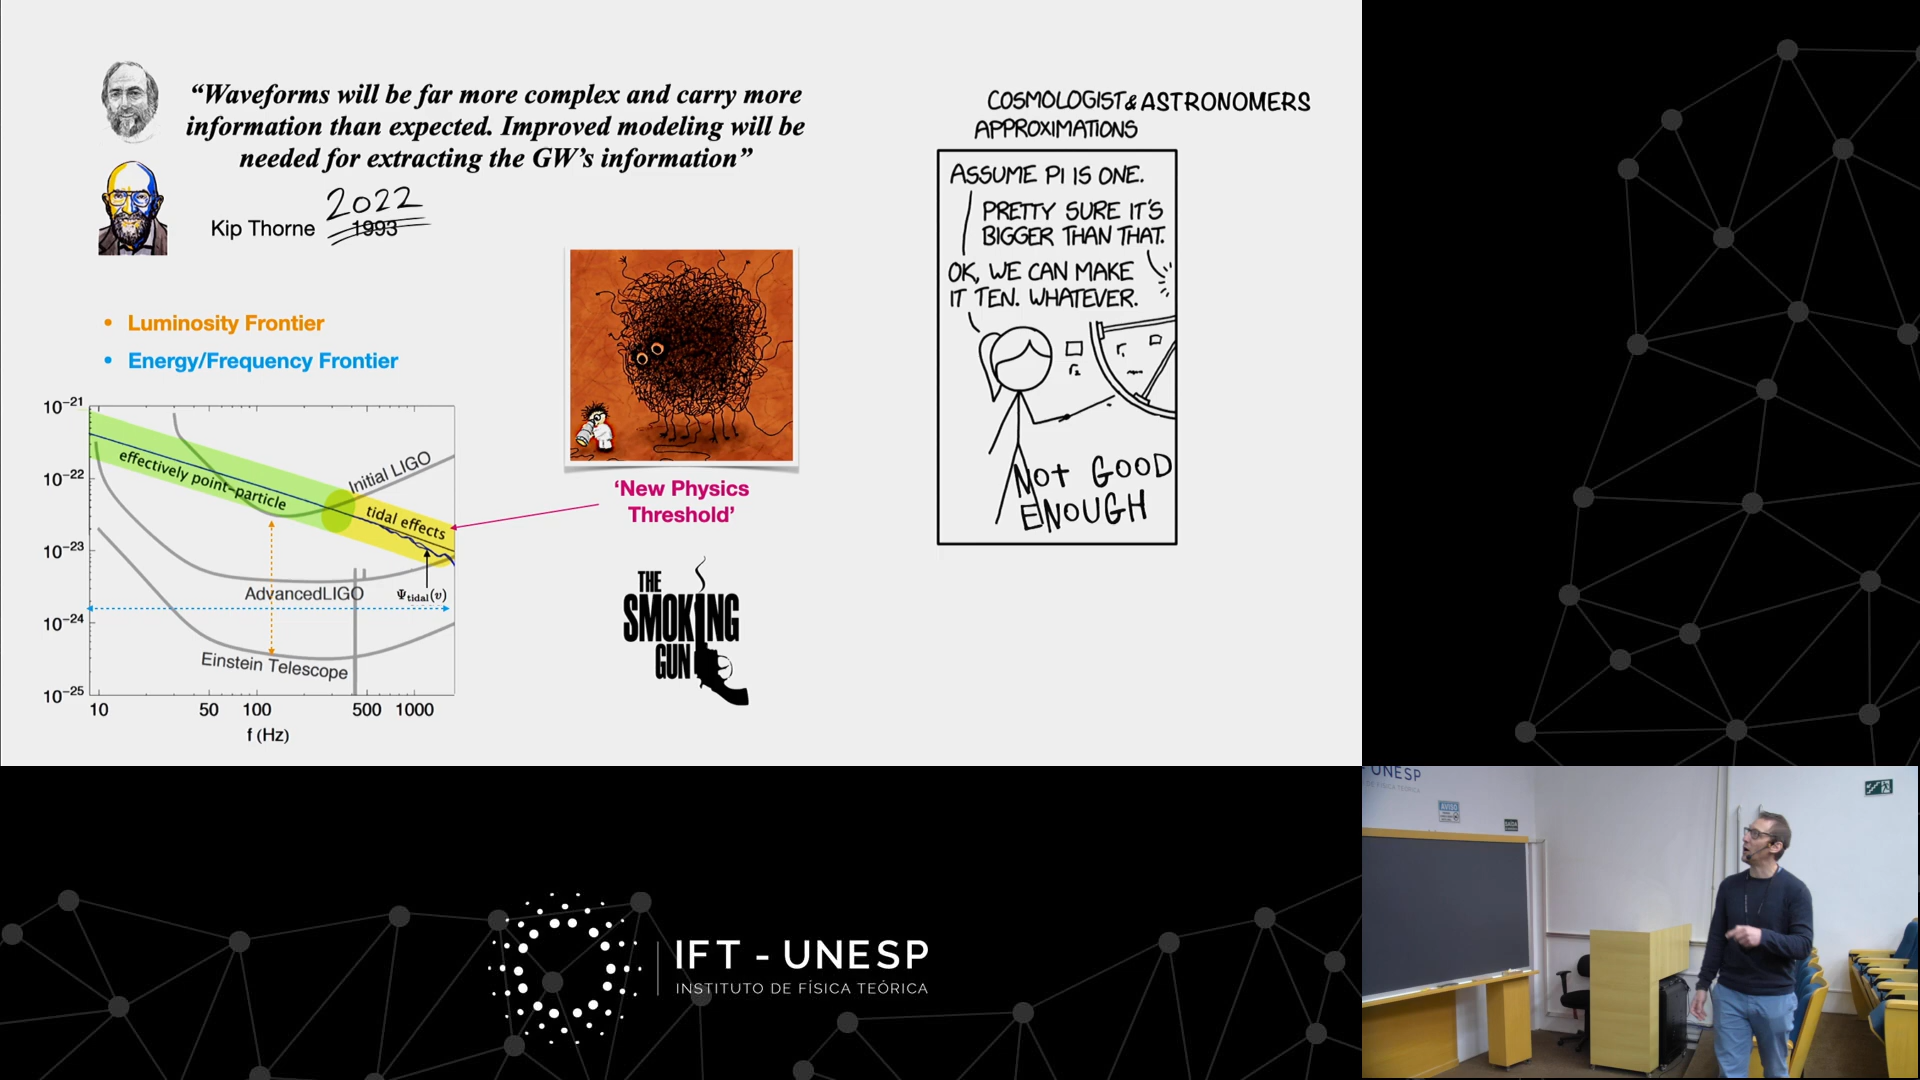 “Waveforms will be far more complex and carry more
information than expected. Improved modeling will be
needed for extracting the GW’s information”
2022
Kip Thorne 1993
• Luminosity Frontier
• Energy/Frequency Frontier
10-21
10-22
10-23
10-24
10-25
effectively point-particle
Initial LIGO
tidal effects
AdvancedLIGO
Ψtidal(v)
Einstein Telescope
10 50 100 500 1000
f (Hz)
‘New Physics
Threshold’
THE
SMOKING
GUN
COSMOLOGIST & ASTRONOMERS
APPROXIMATIONS
ASSUME PI IS ONE.
PRETTY SURE IT'S
BIGGER THAN THAT.
OK, WE CAN MAKE
IT TEN. WHATEVER.
NOt GOOD
ENOUGH
UNESP
AVISO
IFT - UNESP
INSTITUTO DE FÍSICA TEÓRICA